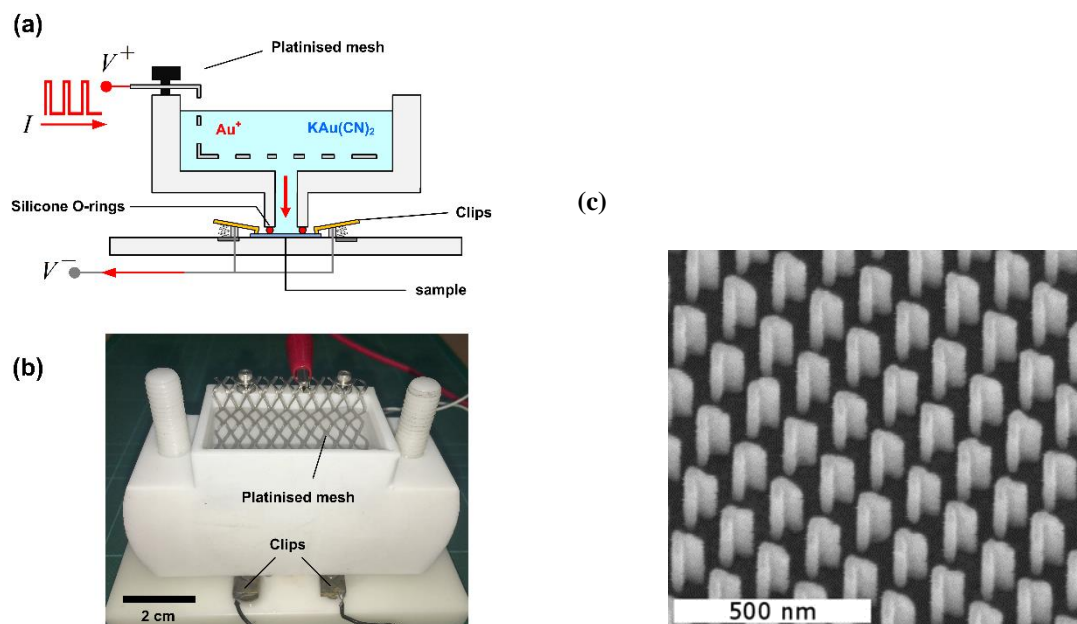 (a)
Platinised mesh
V⁺
I
Au⁺
KAu(CN)₂
Silicone O-rings
Clips
V⁻
sample
(b)
Platinised mesh
Clips
2 cm
(c)
500 nm